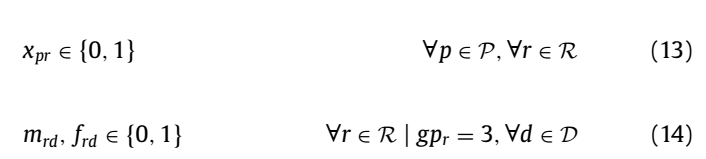 x_{pr} ∈ {0, 1} ∀p ∈ 𝒫, ∀r ∈ ℛ (13)
m_{rd}, f_{rd} ∈ {0, 1} ∀r ∈ ℛ | gp_r = 3, ∀d ∈ 𝒟 (14)